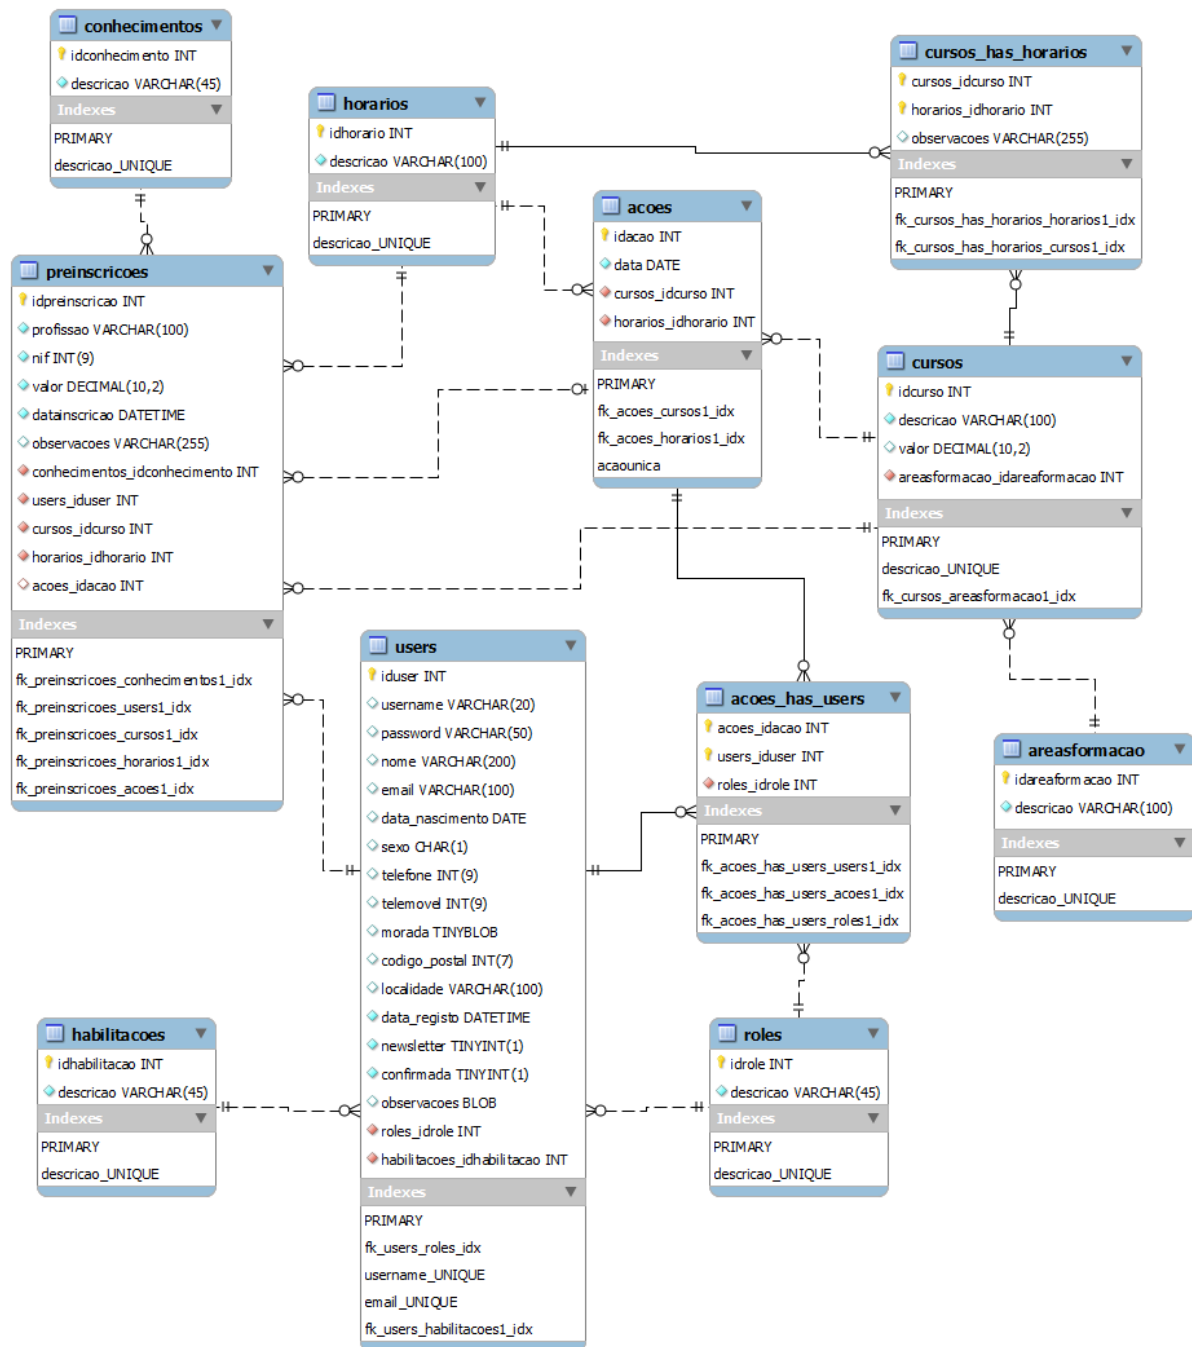 conhecimentos
idconhecimento INT
descricao VARCHAR(45)
Indexes
PRIMARY
descricao_UNIQUE
horarios
idhorario INT
descricao VARCHAR(100)
Indexes
PRIMARY
descricao_UNIQUE
cursos_has_horarios
cursos_idcurso INT
horarios_idhorario INT
observacoes VARCHAR(255)
Indexes
PRIMARY
fk_cursos_has_horarios_horarios1_idx
fk_cursos_has_horarios_cursos1_idx
acoes
idacao INT
data DATE
cursos_idcurso INT
horarios_idhorario INT
Indexes
PRIMARY
fk_acoes_cursos1_idx
fk_acoes_horarios1_idx
acaounica
preinscricoes
idpreinscricao INT
profissao VARCHAR(100)
nif INT(9)
valor DECIMAL(10,2)
datainscricao DATETIME
observacoes VARCHAR(255)
conhecimentos_idconhecimento INT
users_iduser INT
cursos_idcurso INT
horarios_idhorario INT
acoes_idacao INT
Indexes
PRIMARY
fk_preinscricoes_conhecimentos1_idx
fk_preinscricoes_users1_idx
fk_preinscricoes_cursos1_idx
fk_preinscricoes_horarios1_idx
fk_preinscricoes_acoes1_idx
cursos
idcurso INT
descricao VARCHAR(100)
valor DECIMAL(10,2)
areasformacao_idareaformacao INT
Indexes
PRIMARY
descricao_UNIQUE
fk_cursos_areasformacao1_idx
users
iduser INT
username VARCHAR(20)
password VARCHAR(50)
nome VARCHAR(200)
email VARCHAR(100)
data_nascimento DATE
sexo CHAR(1)
telefone INT(9)
telemovel INT(9)
morada TINYBLOB
codigo_postal INT(7)
localidade VARCHAR(100)
data_registo DATETIME
newsletter TINYINT(1)
confirmada TINYINT(1)
observacoes BLOB
roles_idrole INT
habilitacoes_idhabilitacao INT
Indexes
PRIMARY
fk_users_roles_idx
username_UNIQUE
email_UNIQUE
fk_users_habilitacoes1_idx
acoes_has_users
acoes_idacao INT
users_iduser INT
roles_idrole INT
Indexes
PRIMARY
fk_acoes_has_users_users1_idx
fk_acoes_has_users_acoes1_idx
fk_acoes_has_users_roles1_idx
areasformacao
idareaformacao INT
descricao VARCHAR(100)
Indexes
PRIMARY
descricao_UNIQUE
habilitacoes
idhabilitacao INT
descricao VARCHAR(45)
Indexes
PRIMARY
descricao_UNIQUE
roles
idrole INT
descricao VARCHAR(45)
Indexes
PRIMARY
descricao_UNIQUE